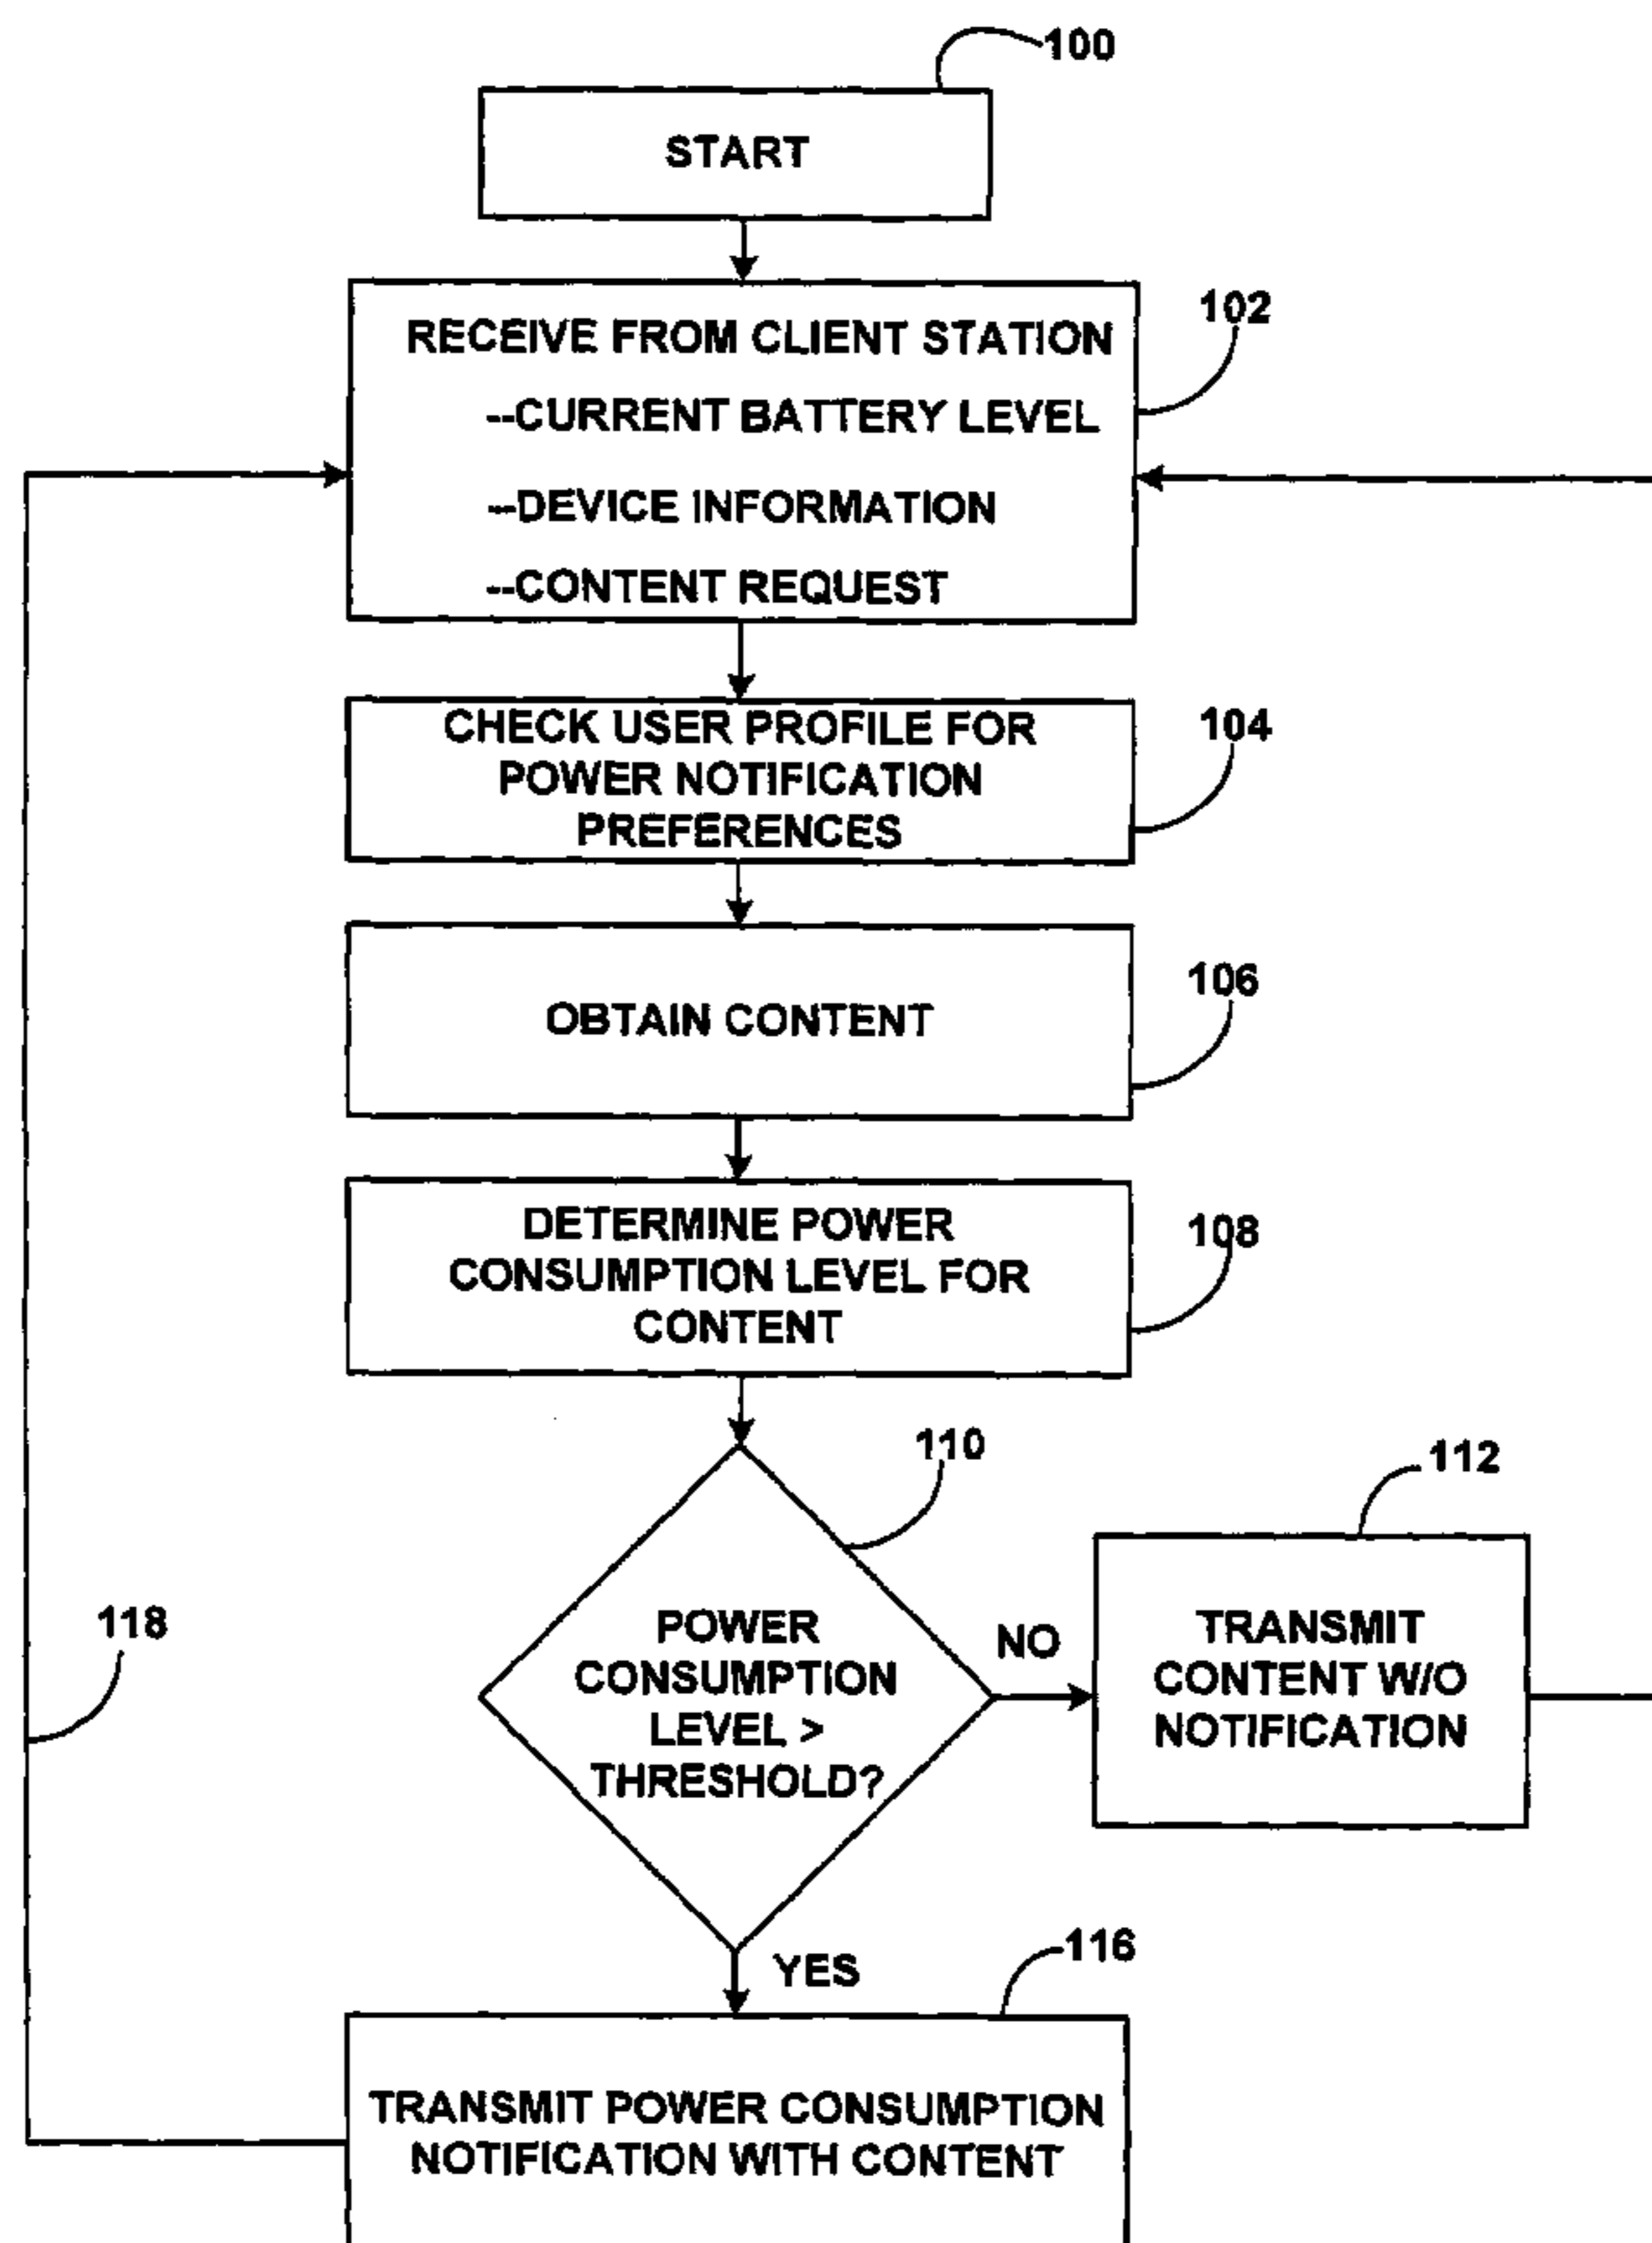 100
START
102
RECEIVE FROM CLIENT STATION
--CURRENT BATTERY LEVEL
--DEVICE INFORMATION
--CONTENT REQUEST
104
CHECK USER PROFILE FOR
POWER NOTIFICATION
PREFERENCES
106
OBTAIN CONTENT
108
DETERMINE POWER
CONSUMPTION LEVEL FOR
CONTENT
110
POWER
CONSUMPTION
LEVEL >
THRESHOLD?
NO
112
TRANSMIT
CONTENT W/O
NOTIFICATION
118
YES
116
TRANSMIT POWER CONSUMPTION
NOTIFICATION WITH CONTENT